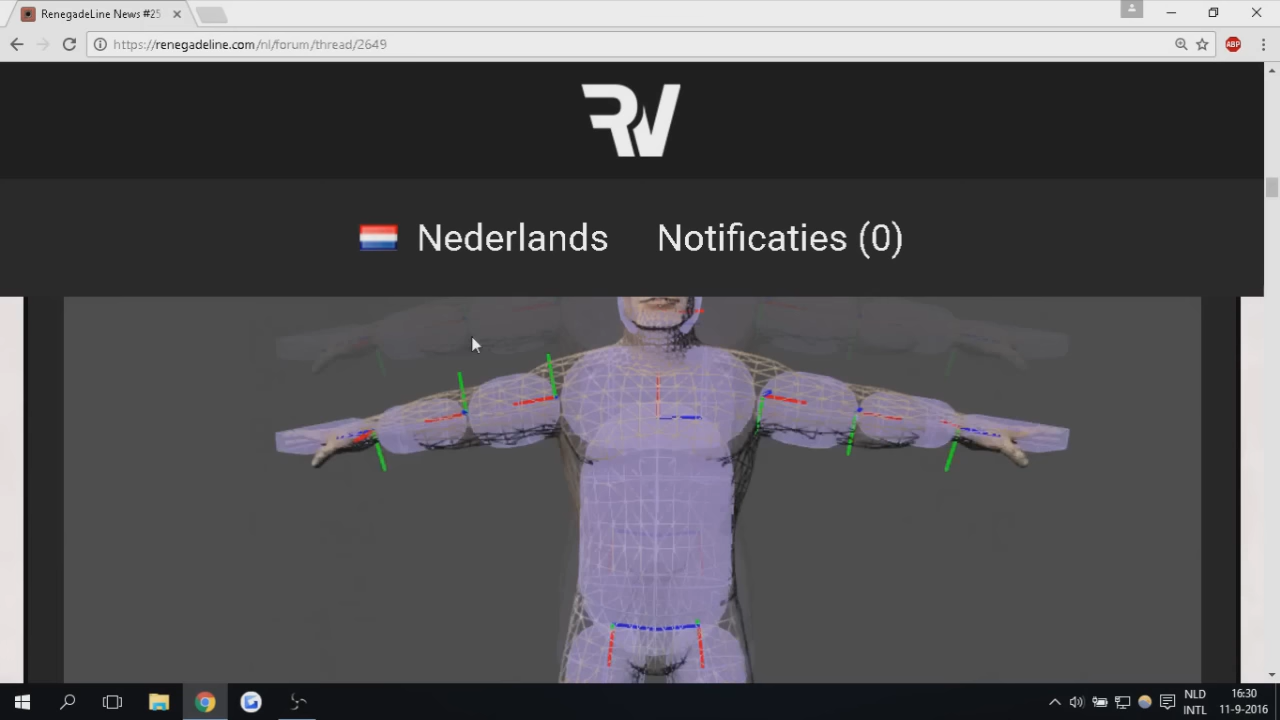 RenegadeLine News #25
https://renegadeline.com/nl/forum/thread/2649
ABP
RV
Nederlands Notificaties (0)
NLD 16:30
INTL 11-9-2016